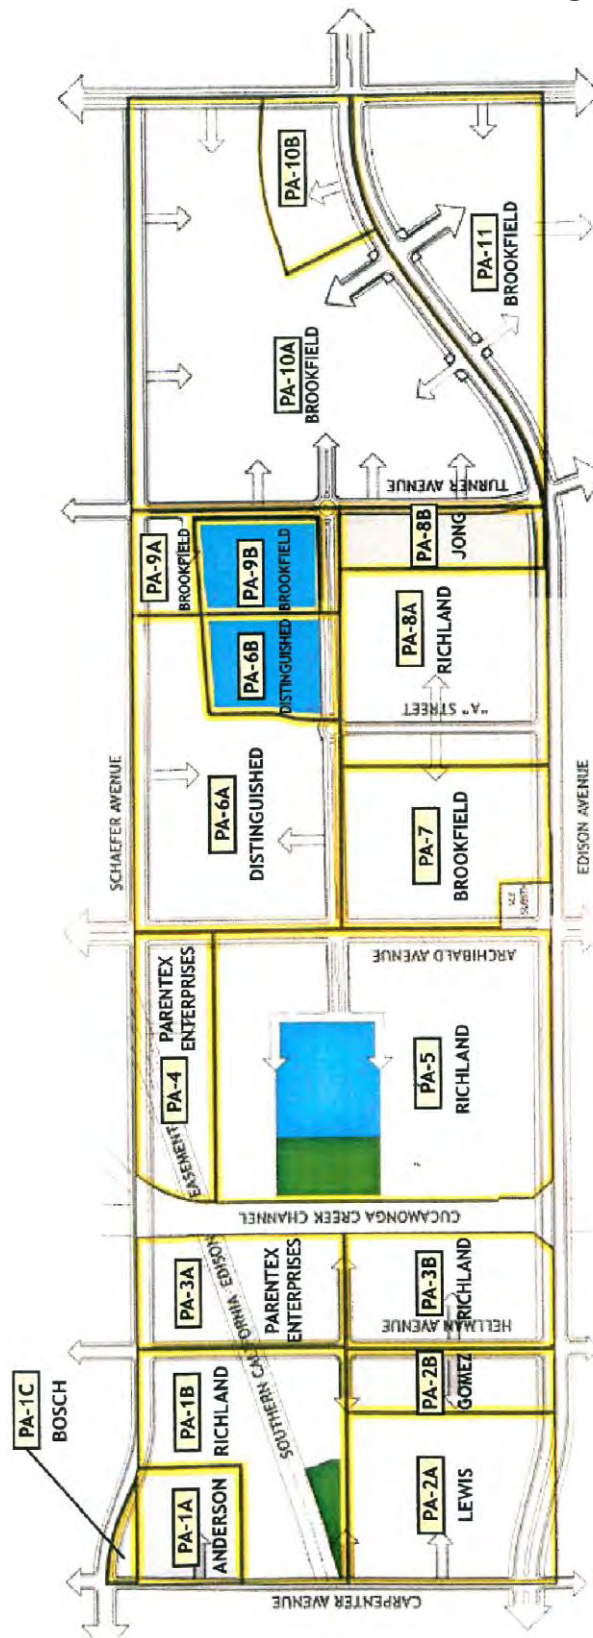 PA-1C
BOSCH
PA-1A
ANDERSON
PA-1B
RICHLAND
PA-2A
LEWIS
PA-2B
GOMEZ
PA-3A
PARENTEX
ENTERPRISES
PA-3B
RICHLAND
HELLMAN AVENUE
CARPENTER AVENUE
SOUTHERN CALIFORNIA EDISON
EASEMENT
CUCAMONGA CREEK CHANNEL
PA-4
PARENTEX
ENTERPRISES
PA-5
RICHLAND
ARCHIBALD AVENUE
SCHAEFER AVENUE
EDISON AVENUE
PA-6A
DISTINGUISHED
PA-6B
DISTINGUISHED
PA-7
BROOKFIELD
SCE
"A" STREET
PA-8A
RICHLAND
PA-8B
JONG
PA-9A
BROOKFIELD
PA-9B
BROOKFIELD
TURNER AVENUE
PA-10A
BROOKFIELD
PA-10B
PA-11
BROOKFIELD